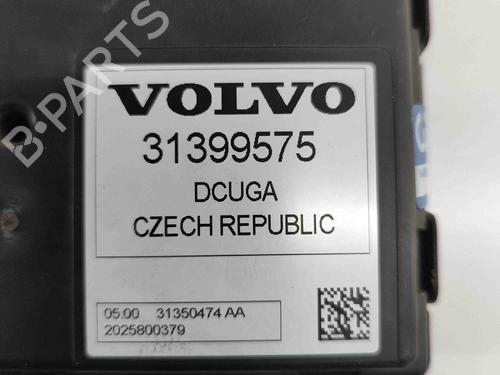 B-PARTS
VOLVO
31399575
DCUGA
CZECH REPUBLIC
05.00 31350474 AA
2025800379